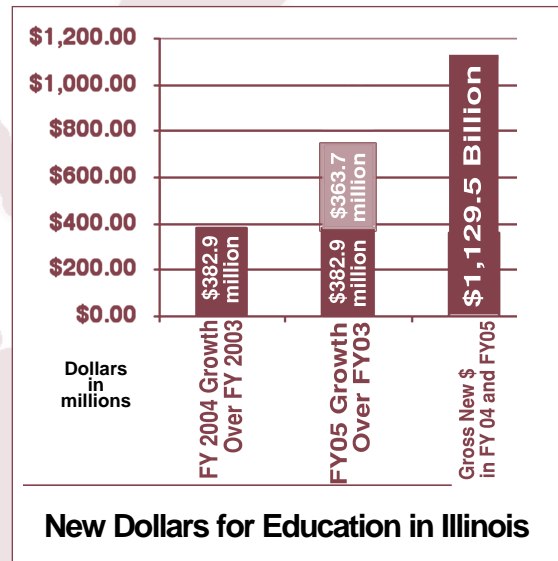 $1,200.00
$1,000.00
$800.00
$600.00
$400.00
$200.00
$0.00
Dollars
in
millions
$382.9
million
$363.7
million
$382.9
million
$1,129.5 Billion
FY 2004 Growth
Over FY 2003
FY05 Growth
Over FY03
Gross New $
in FY 04 and FY05
New Dollars for Education in Illinois